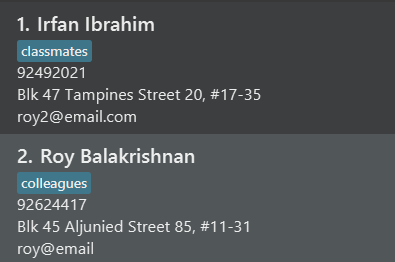 1. Irfan Ibrahim
classmates
92492021
Blk 47 Tampines Street 20, #17-35
roy2@email.com
2. Roy Balakrishnan
colleagues
92624417
Blk 45 Aljunied Street 85, #11-31
roy@email